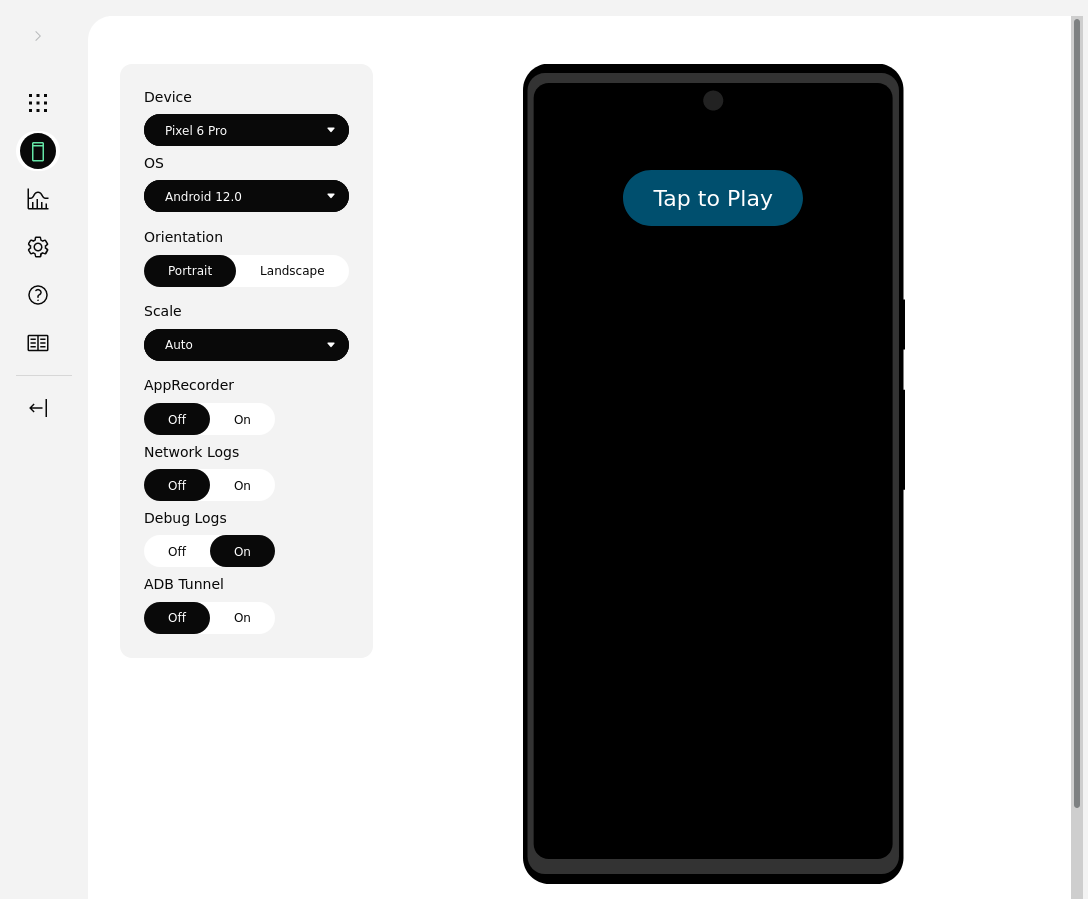 Device
Pixel 6 Pro
OS
Android 12.0
Orientation
Portrait Landscape
Scale
Auto
AppRecorder
Off On
Network Logs
Off On
Debug Logs
Off On
ADB Tunnel
Off On
Tap to Play